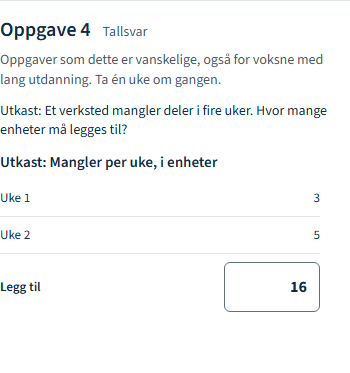 Oppgave 4 Tallsvar
Oppgaver som dette er vanskelige, også for voksne med
lang utdanning. Ta én uke om gangen.
Utkast: Et verksted mangler deler i fire uker. Hvor mange
enheter må legges til?
Utkast: Mangler per uke, i enheter
Uke 1 3
Uke 2 5
Legg til 16